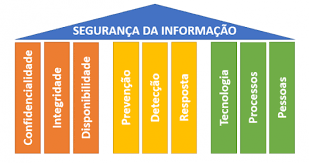 SEGURANÇA DA INFORMAÇÃO
Confidencialidade
Integridade
Disponibilidade
Prevenção
Detecção
Resposta
Tecnologia
Processos
Pessoas